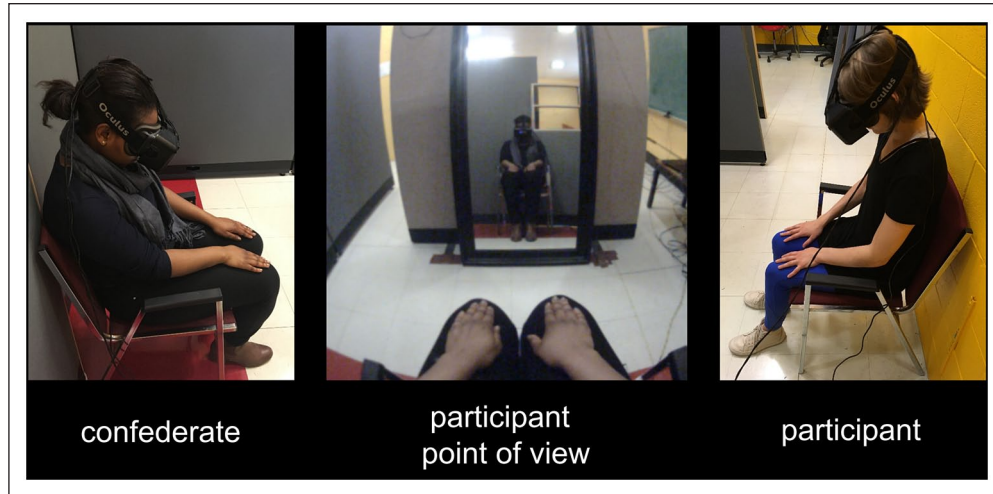 Oculus
Oculus
confederate
participant
point of view
participant